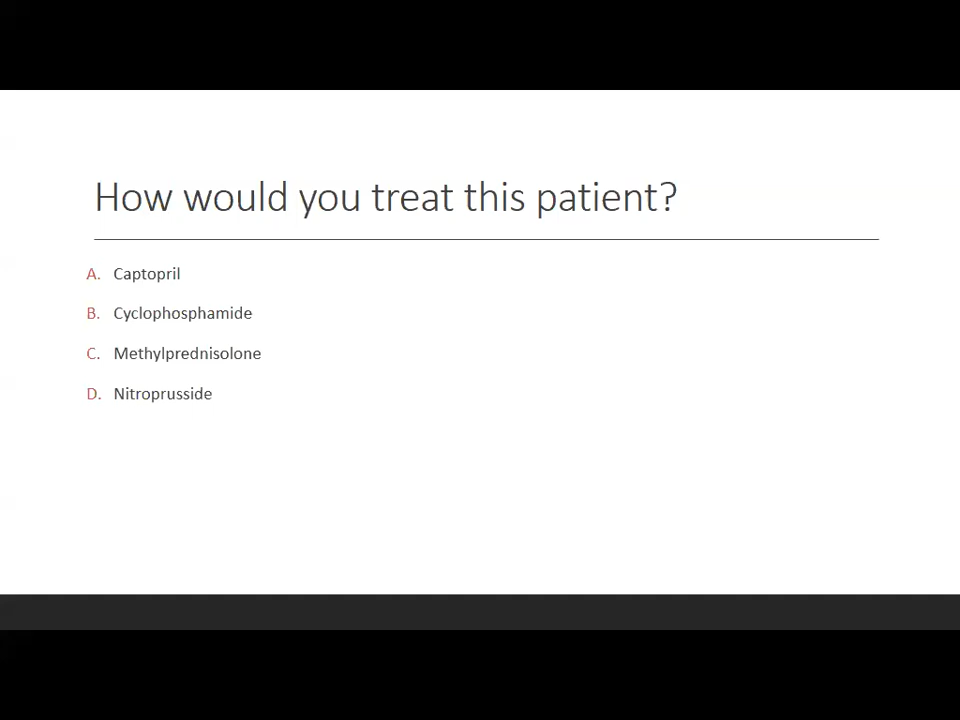 How would you treat this patient?
A. Captopril
B. Cyclophosphamide
C. Methylprednisolone
D. Nitroprusside